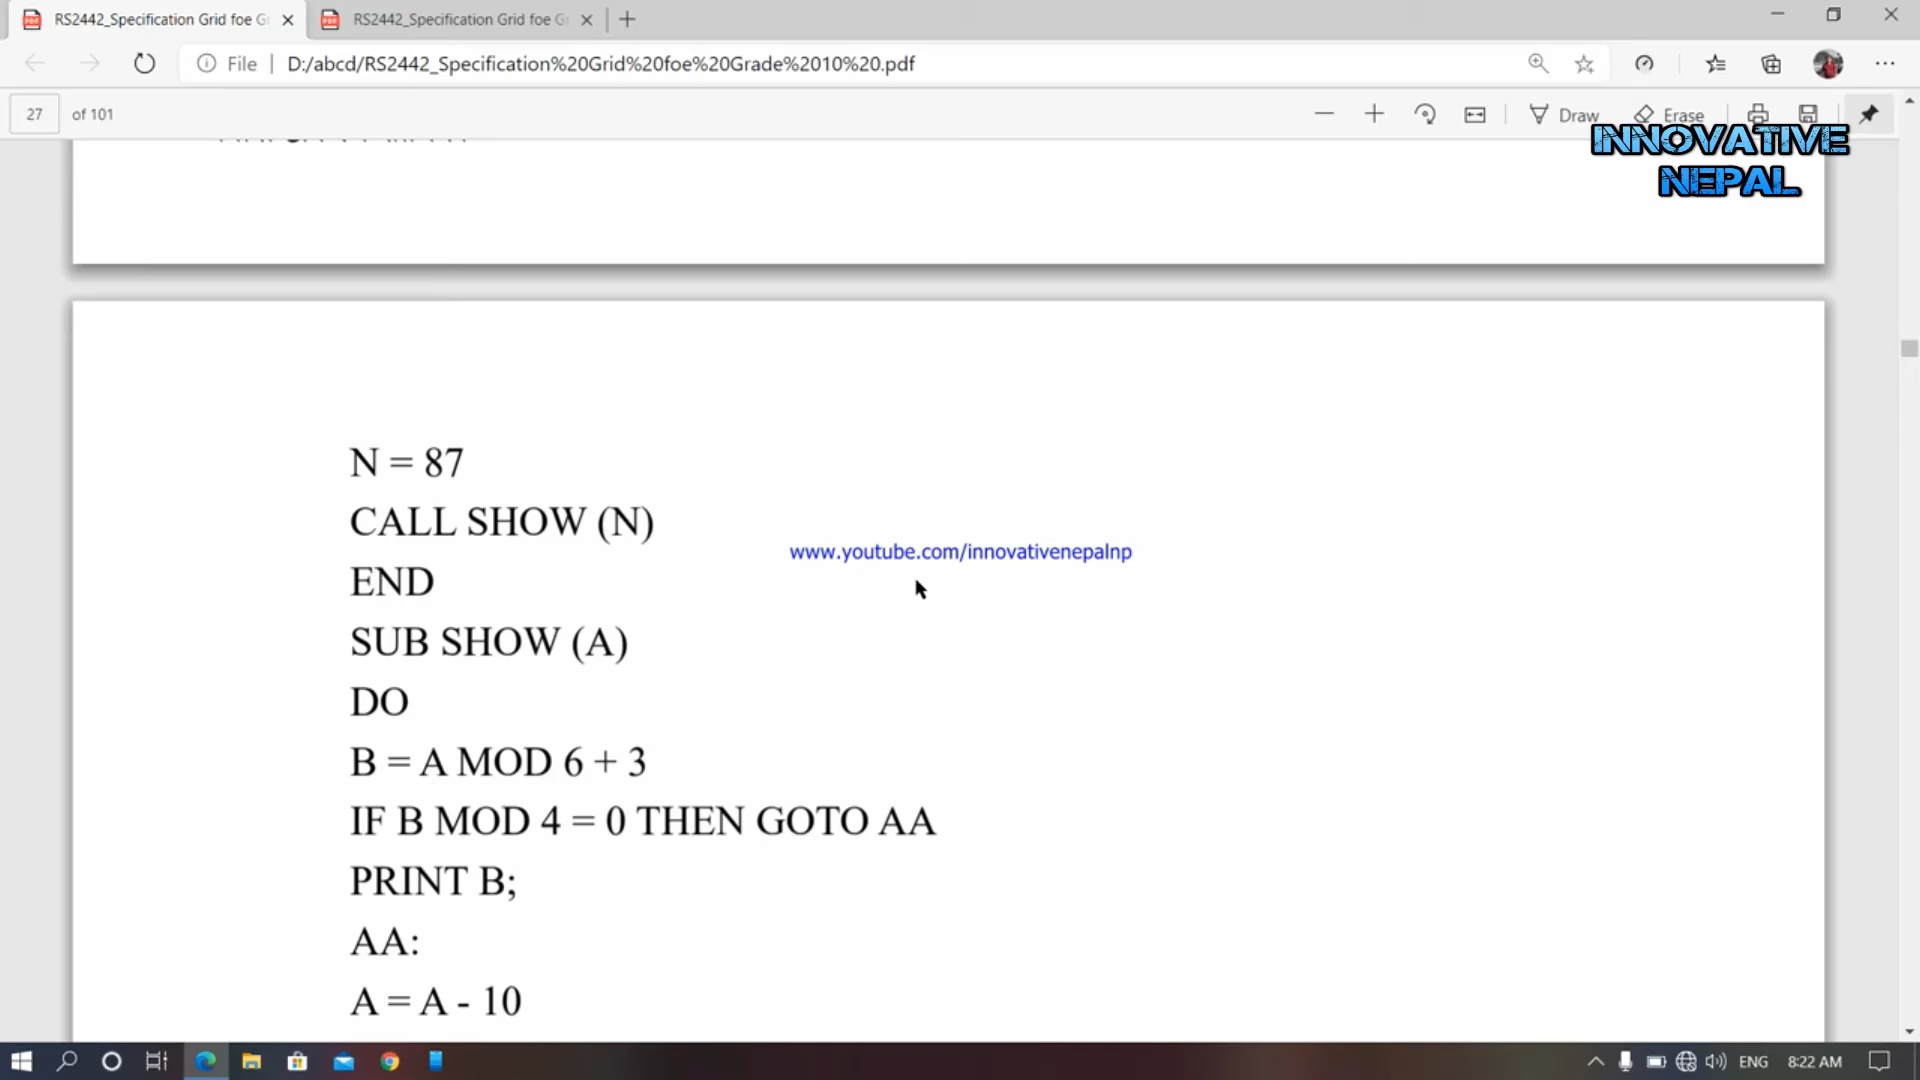 RS2442_Specification Grid foe Gr
RS2442_Specification Grid foe Gr
File
D:/abcd/RS2442_Specification%20Grid%20foe%20Grade%2010%20.pdf
27
of 101
Draw
Erase
INNOVATIVE
NEPAL
N = 87
CALL SHOW (N)
www.youtube.com/innovativenepalnp
END
SUB SHOW (A)
DO
B = A MOD 6 + 3
IF B MOD 4 = 0 THEN GOTO AA
PRINT B;
AA:
A = A - 10
ENG
8:22 AM